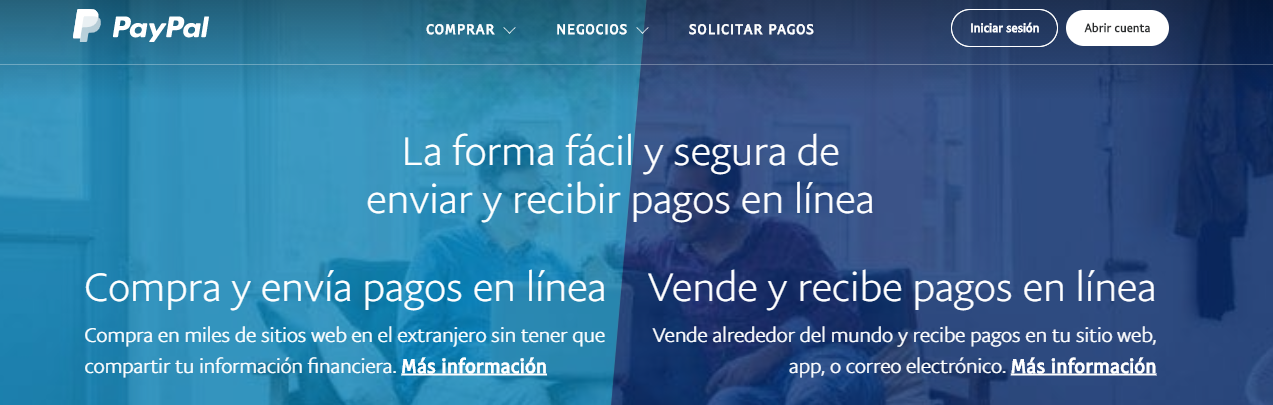 PayPal
COMPRAR
NEGOCIOS
SOLICITAR PAGOS
Iniciar sesión
Abrir cuenta
La forma fácil y segura de
enviar y recibir pagos en línea
Compra y envía pagos en línea
Compra en miles de sitios web en el extranjero sin tener que
compartir tu información financiera. Más información
Vende y recibe pagos en línea
Vende alrededor del mundo y recibe pagos en tu sitio web,
app, o correo electrónico. Más información